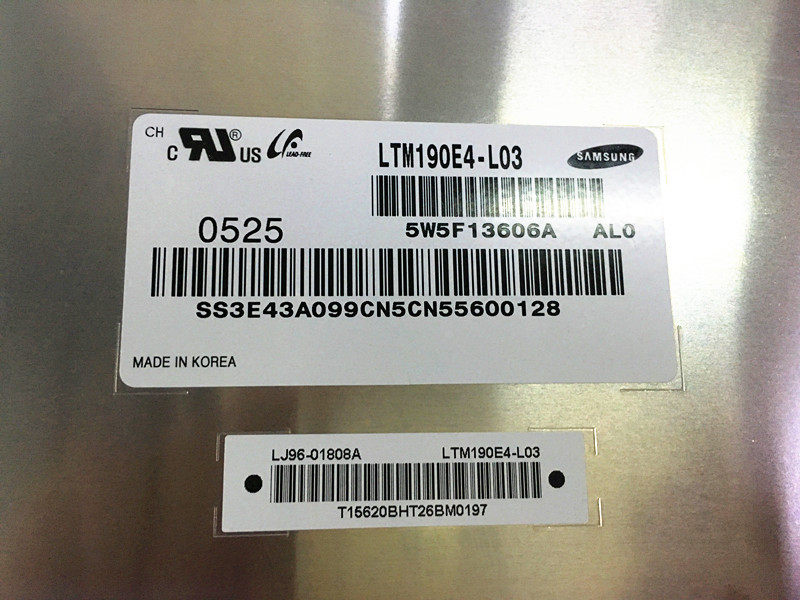 CH
c RU ® US LEAD-FREE
LTM190E4-L03 SAMSUNG
0525
5W5F13606A AL0
SS3E43A099CN5CN55600128
MADE IN KOREA
LJ96-01808A LTM190E4-L03
T15620BHT26BM0197